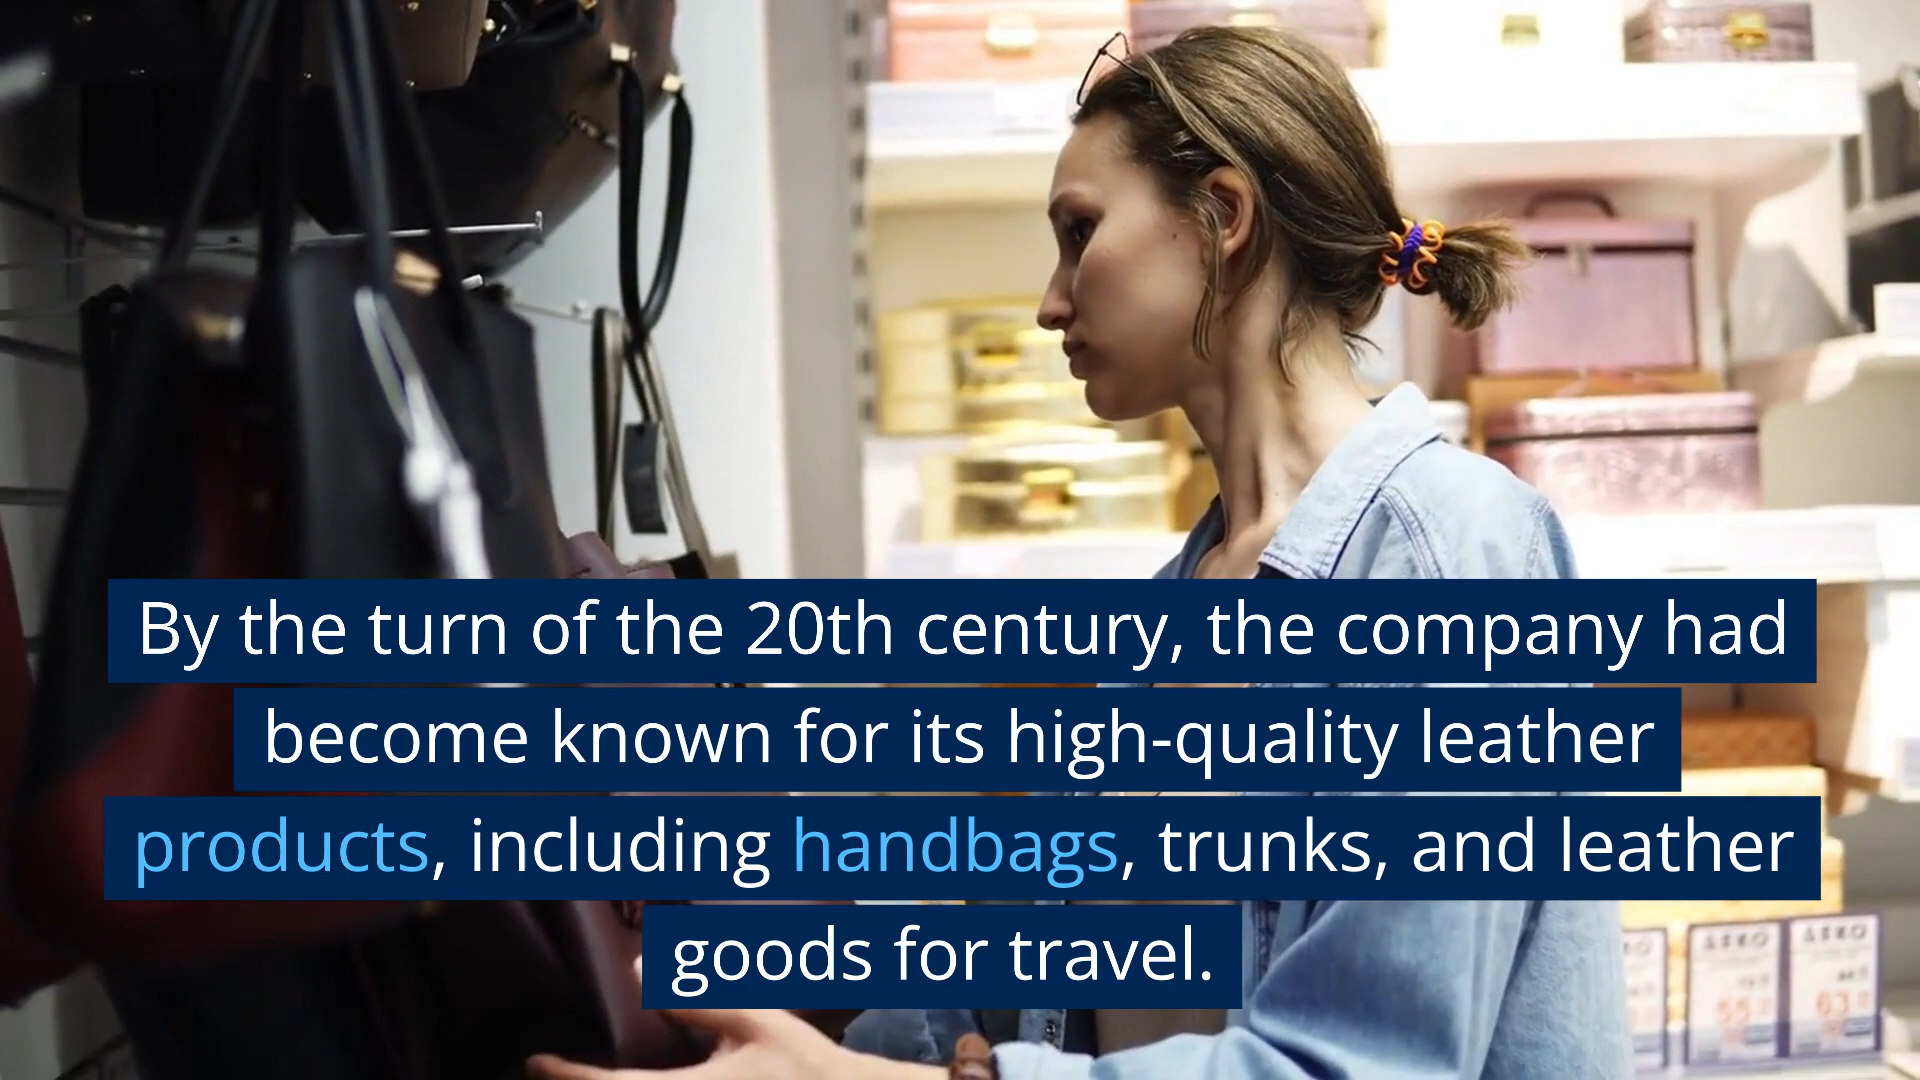 By the turn of the 20th century, the company had
become known for its high-quality leather
products, including handbags, trunks, and leather
goods for travel.